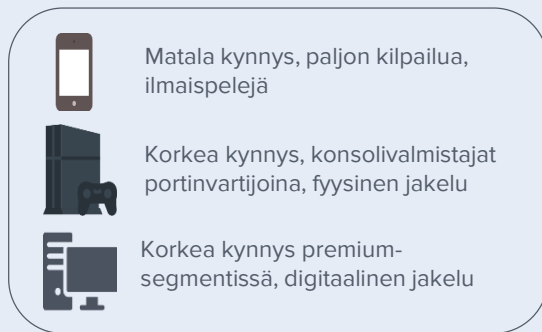 Matala kynnys, paljon kilpailua,
ilmaispelejä
Korkea kynnys, konsolivalmistajat
portinvartijoina, fyysinen jakelu
Korkea kynnys premium-
segmentissä, digitaalinen jakelu